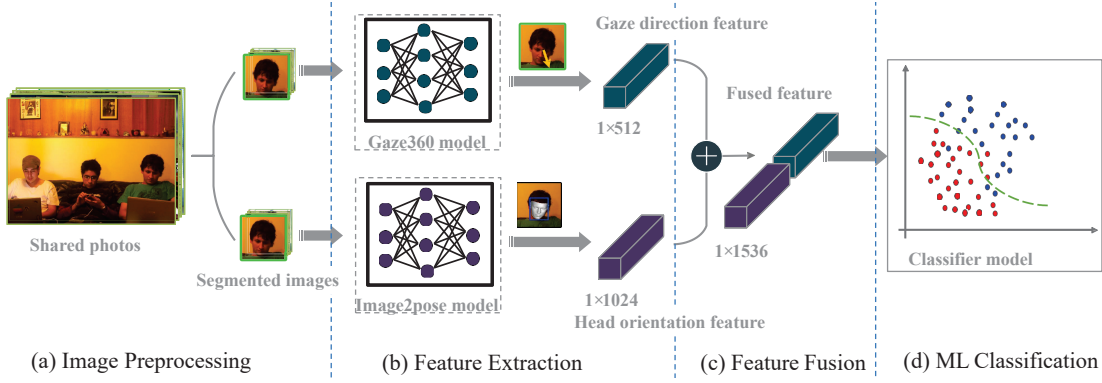 Shared photos
Segmented images
Gaze360 model
Image2pose model
Gaze direction feature
1×512
1×1024
Head orientation feature
Fused feature
1×1536
Classifier model
(a) Image Preprocessing
(b) Feature Extraction
(c) Feature Fusion
(d) ML Classification